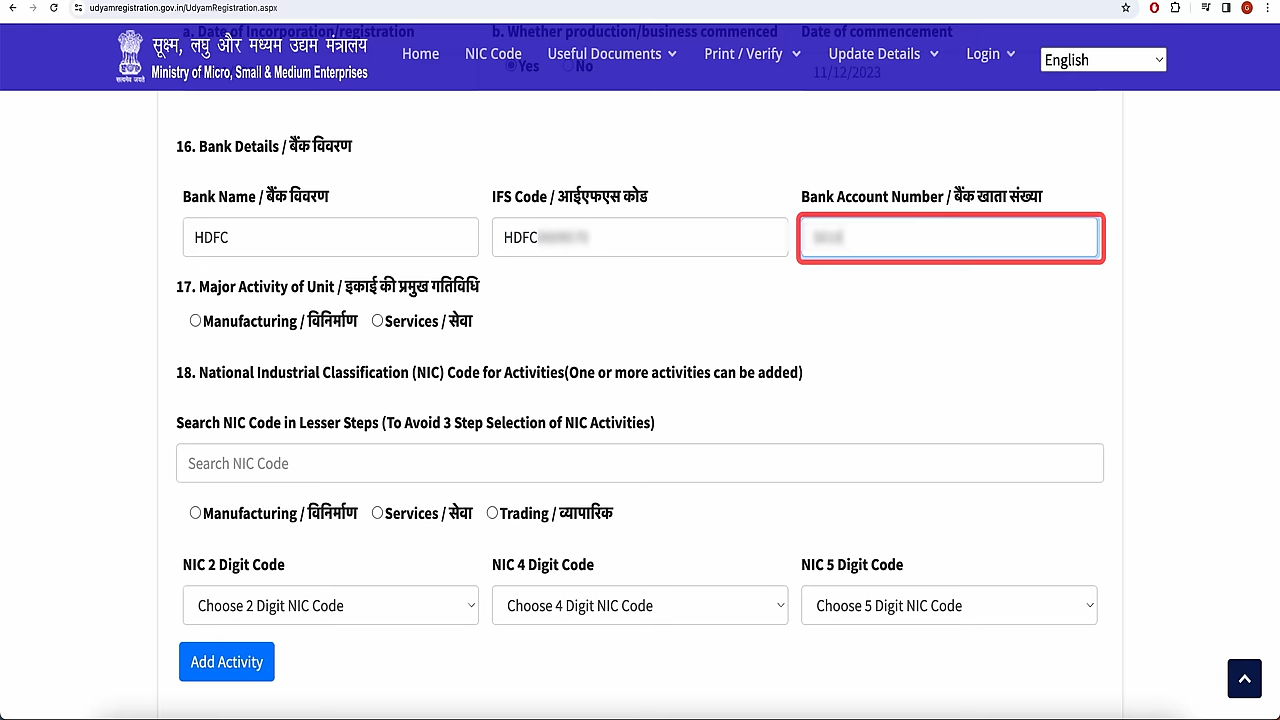 udyamregistration.gov.in/UdyamRegistration.aspx
a. Date of Incorporation/registration b. Whether production/business commenced Date of commencement
सूक्ष्म, लघु और मध्यम उद्यम मंत्रालय
Ministry of Micro, Small & Medium Enterprises
सत्यमेव जयते
Home NIC Code Useful Documents Print / Verify Update Details Login English
Yes No 11/12/2023
16. Bank Details / बैंक विवरण
Bank Name / बैंक विवरण IFS Code / आईएफएस कोड Bank Account Number / बैंक खाता संख्या
HDFC HDFC
17. Major Activity of Unit / इकाई की प्रमुख गतिविधि
Manufacturing / विनिर्माण Services / सेवा
18. National Industrial Classification (NIC) Code for Activities(One or more activities can be added)
Search NIC Code in Lesser Steps (To Avoid 3 Step Selection of NIC Activities)
Search NIC Code
Manufacturing / विनिर्माण Services / सेवा Trading / व्यापारिक
NIC 2 Digit Code NIC 4 Digit Code NIC 5 Digit Code
Choose 2 Digit NIC Code Choose 4 Digit NIC Code Choose 5 Digit NIC Code
Add Activity